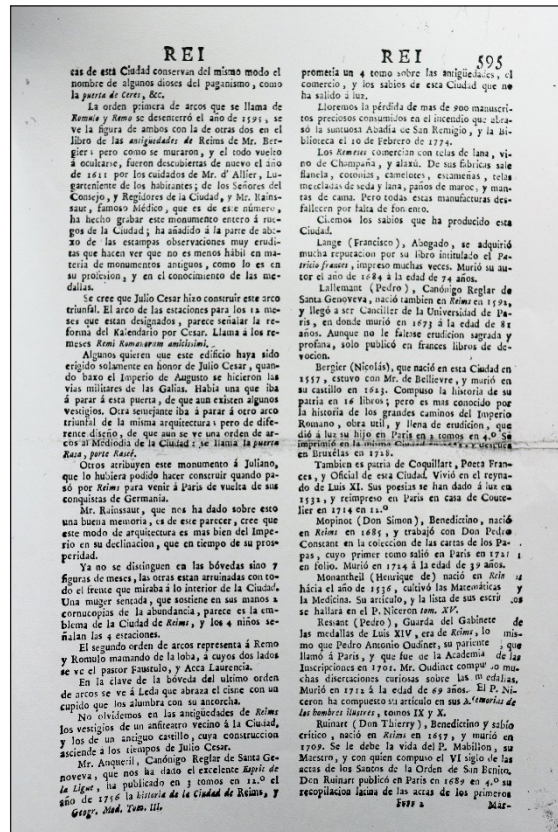 REI
cas de está Ciudad conservan del mismo modo el
nombre de algunos dioses del paganismo, como
la puerta de Ceres, &c.
La orden primera de arcos que se llama de
Romulo y Remo se desenterró el año de 1595, se
ve la figura de ambos con la de otras dos en el
libro de las antigüedades de Reims de Mr. Ber-
gier: pero como se muraron, y el todo vuelto
á ocultarse, fueron descubiertas de nuevo el año
de 1611 por los cuidados de Mr. d' Allier, Lu-
garteniente de los habitantes; de los Señores del
Consejo, y Regidores de la Ciudad, y Mr. Rains-
saut, famoso Médico, que es de este número,
ha hecho grabar este monumento entero á rue-
gos de la Ciudad; ha añadido á la parte de aba-
xo de las estampas observaciones muy erudi-
tas que hacen ver que no es menos hábil en ma-
teria de monumentos antiguos, como lo es en
su profesion, y en el conocimiento de las me-
dallas.
Se cree que Julio Cesar hizo construir este arco
triunfal. El arco de las estaciones para los 12 me-
ses que estan designados, parece señalar la re-
forma del Kalendario por Cesar. Llama á los re-
meses Remi Romanorum amicissimi.
Algunos quieren que este edificio haya sido
erigido solamente en honor de Julio Cesar, quan-
do baxo el Imperio de Augusto se hicieron las
vias militares de las Galias. Habia una que iba
á parar á esta puerta, de que aun existen algunos
vestigios. Otra semejante iba á parar á otro arco
triunfal de la misma arquitectura; pero de dife-
rente diseño, de que aun se ve una orden de ar-
cos al Mediodia de la Ciudad: se llama la puerta
Rasa, porte Raseé.
Otros atribuyen este monumento á Juliano,
que lo hubiera podido hacer construir quando pa-
só por Reims para venir á Paris de vuelta de sus
conquistas de Germania.
Mr. Rainssaut, que nos ha dado sobre esto
una buena memoria, es de este parecer, cree que
este modo de arquitectura es mas bien del Impe-
rio en su declinacion, que en tiempo de su pros-
peridad.
Ya no se distinguen en las bóvedas sino 7
figuras de meses, las otras estan arruinadas con to-
do el frente que miraba á lo interior de la Ciudad.
Una muger sentada, que sostiene en sus manos 2
cornucopias de la abundancia, parece es la em-
blema de la Ciudad de Reims, y los 4 niños se-
ñalan las 4 estaciones.
El segundo orden de arcos representa á Remo
y Romulo mamando de la loba, á cuyos dos lados
se ve el pastor Faustulo, y Acca Laurencia.
En la clave de la bóveda del ultimo orden
de arcos se ve á Leda que abraza el cisne con un
cupido que los alumbra con su antorcha.
No olvidemos en las antiguedades de Reims
los vestigios de un anfiteatro vecino á la Ciudad,
y los de un antiguo castillo, cuya construccion
asciende á los tiempos de Julio Cesar.
Mr. Anquetil, Canónigo Reglar de Santa Ge-
noveva, que nos ha dado el excelente Esprit de
la Ligue, ha publicado en 3 tomos en 12.º el
año de 1756 la historia de la Ciudad de Reims, y
Geogr. Mod. Tom. III.
REI 595
prometia un 4 tomo sobre las antigüedades, el
comercio, y los sabios de esta Ciudad que no
ha salido á luz.
Lloremos la pérdida de mas de 900 manuscri-
tos preciosos consumidos en el incendio que abra-
só la suntuosa Abadia de San Remigio, y la Bi-
blioteca el 10 de Febrero de 1774.
Los Remeses comercian con telas de lana, vi-
no de Champaña, y alaxú. De sus fabricas sale
flanela, cotonias, camelotes, estameñas, telas
mezcladas de seda y lana, paños de maroc, y man-
tas de cama. Pero todas estas manufacturas des-
fallecen por falta de fomento.
Citemos los sabios que ha producido esta
Ciudad.
Lange (Francisco), Abogado, se adquirió
mucha reputacion por su libro intitulado el Pa-
tricio frances, impreso muchas veces. Murió su au-
tor el año de 1684 á la edad de 74 años.
Lallemant (Pedro), Canónigo Reglar de
Santa Genoveva, nació tambien en Reims en 1592,
y llegó á ser Canciller de la Universidad de Pa-
ris, en donde murió en 1673 á la edad de 81
años. Aunque no le faltase erudicion sagrada y
profana, solo publicó en frances libros de de-
vocion.
Bergier (Nicolás), que nació en esta Ciudad en
1557, estuvo con Mr. de Bellievre, y murió en
su castillo en 1623. Compuso la historia de su
patria en 16 libros; pero es mas conocido por
la historia de los grandes caminos del Imperio
Romano, obra util, y llena de erudicion, que
dió á luz su hijo en Paris en 2 tomos en 4.º Se
imprimió en la misma Ciudad despues, y despues
en Bruxelas en 1728.
Tambien es patria de Coquillart, Poeta Fran-
ces, y Oficial de esta Ciudad. Vivió en el reyna-
do de Luis XI. Sus poesías se han dado á luz en
1532, y reimpreso en Paris en casa de Couste-
lier en 1714 en 12.º
Mopinot (Don Simon), Benedictino, nació
en Reims en 1685, y trabajó con Don Pedro
Constant en la coleccion de las cartas de los Pa-
pas, cuyo primer tomo salió en Paris en 1721
en folio. Murió en 1724 á la edad de 39 años.
Monantheil (Henrique de) nació en Reims
hácia el año de 1536, cultivó las Matemáticas y
la Medicina. Su articulo, y la lista de sus escritos
se hallará en el P. Niceron tom. XV.
Ressant (Pedro), Guarda del Gabinete de
las medallas de Luis XIV, era de Reims, lo mis-
mo que Pedro Antonio Oudinet, su pariente, que
llamó á Paris, y que fue de la Academia de las
Inscripciones en 1701. Mr. Oudinet compuso mu-
chas disertaciones curiosas sobre las medallas.
Murió en 1712 á la edad de 69 años. El P. Ni-
ceron ha compuesto su articulo en sus Memorias de
los hombres ilustres, tomos IX y X.
Ruinart (Don Thierry), Benedictino y sabio
crítico, nació en Reims en 1657, y murió en
1709. Se le debe la vida del P. Mabillon, su
Maestro, y con quien compuso el VI siglo de las
actas de los Santos de la Orden de San Benito.
Don Ruinart publicó en Paris en 1689 en 4.º su
recopilacion latina de las actas de los primeros
Ffff 2 Már-